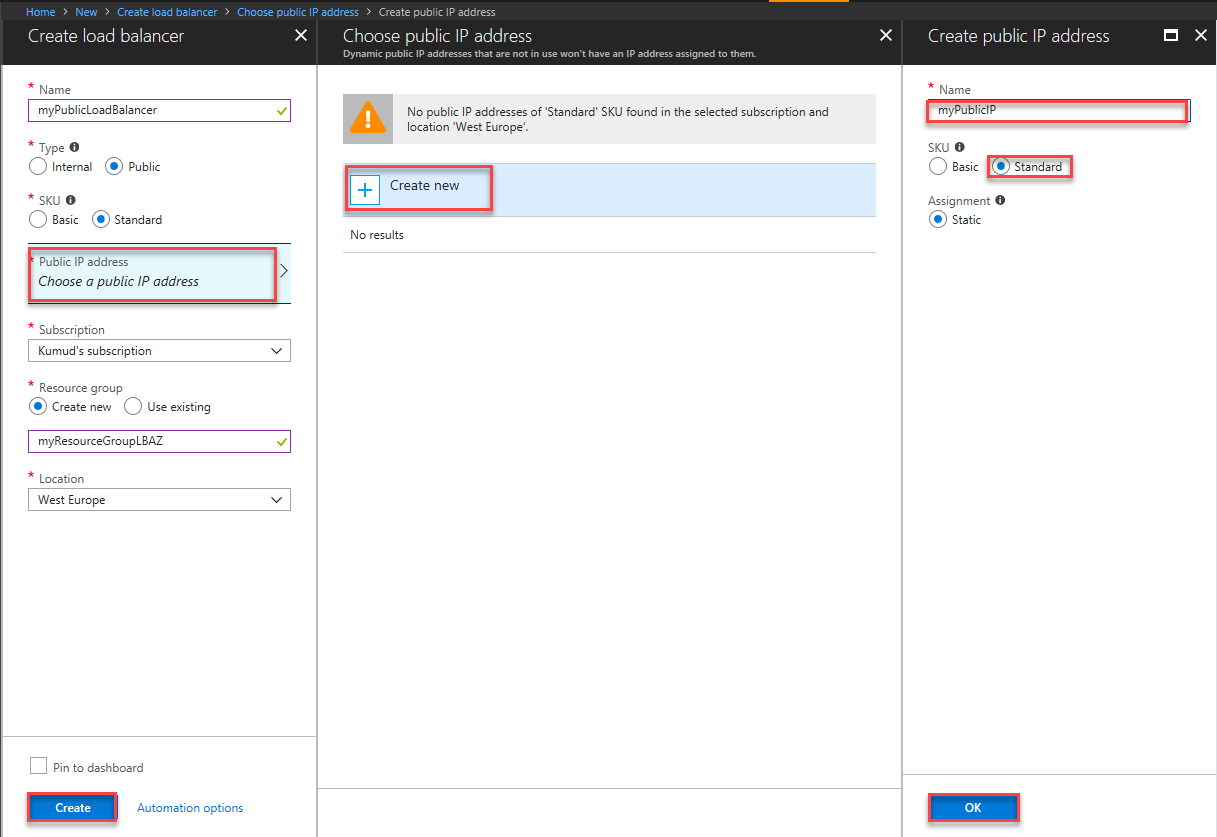 Home > New > Create load balancer > Choose public IP address > Create public IP address
Create load balancer
* Name
myPublicLoadBalancer
* Type
Internal Public
* SKU
Basic Standard
* Public IP address
Choose a public IP address
* Subscription
Kumud's subscription
* Resource group
Create new Use existing
myResourceGroupLBAZ
* Location
West Europe
Pin to dashboard
Create Automation options
Choose public IP address
Dynamic public IP addresses that are not in use won't have an IP address assigned to them.
No public IP addresses of 'Standard' SKU found in the selected subscription and
location 'West Europe'.
Create new
No results
Create public IP address
* Name
myPublicIP
SKU
Basic Standard
Assignment
Static
OK